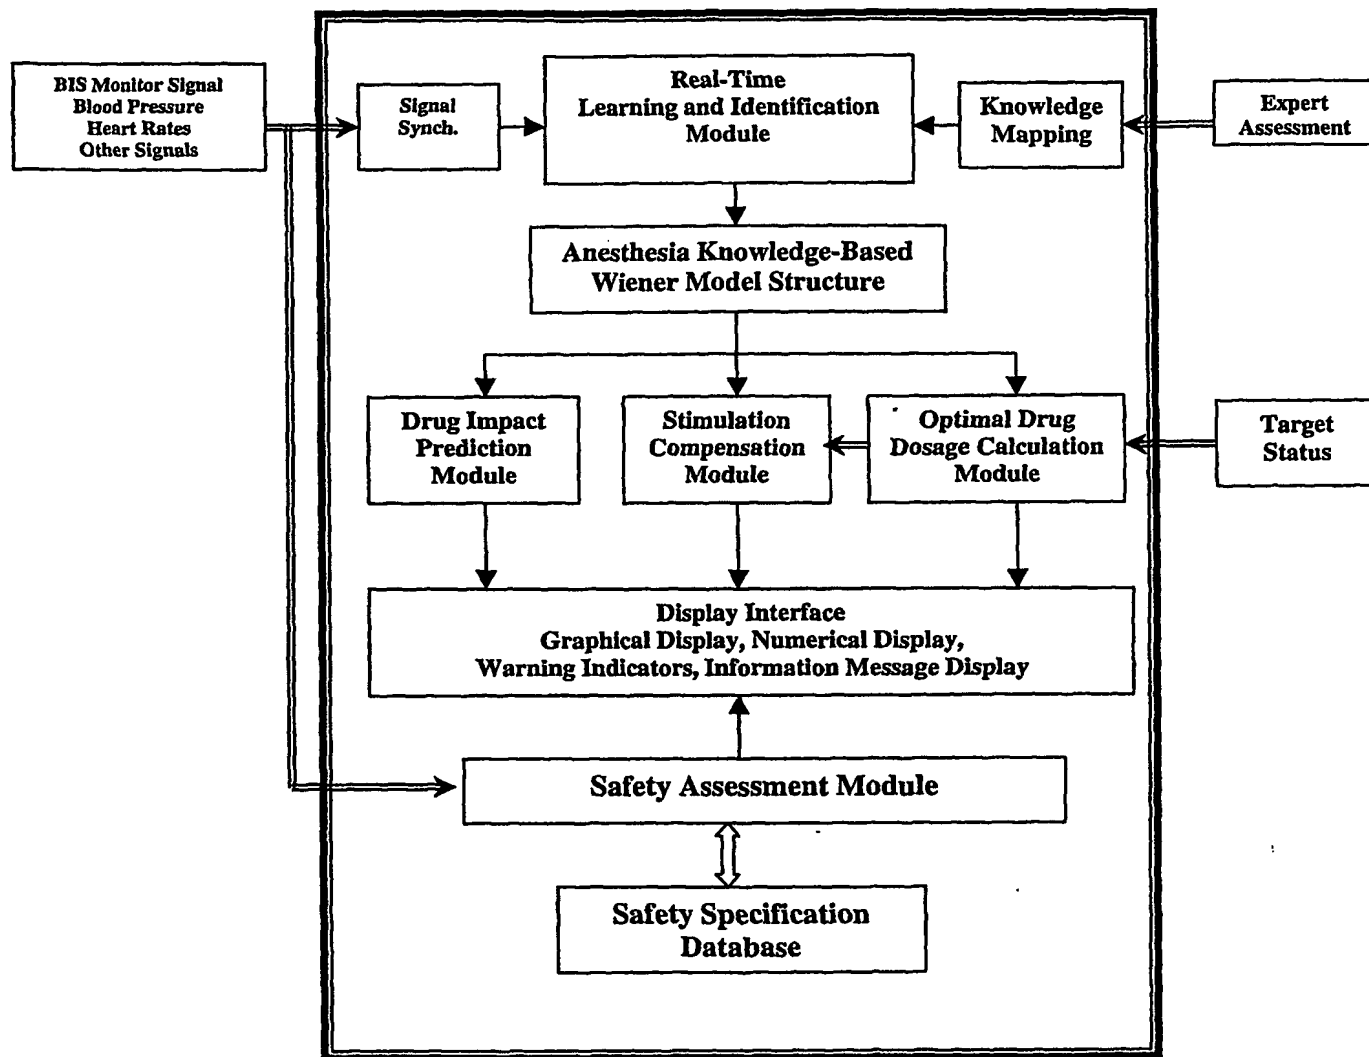 BIS Monitor Signal
Blood Pressure
Heart Rates
Other Signals
Signal
Synch.
Real-Time
Learning and Identification
Module
Knowledge
Mapping
Expert
Assessment
Anesthesia Knowledge-Based
Wiener Model Structure
Drug Impact
Prediction
Module
Stimulation
Compensation
Module
Optimal Drug
Dosage Calculation
Module
Target
Status
Display Interface
Graphical Display, Numerical Display,
Warning Indicators, Information Message Display
Safety Assessment Module
Safety Specification
Database